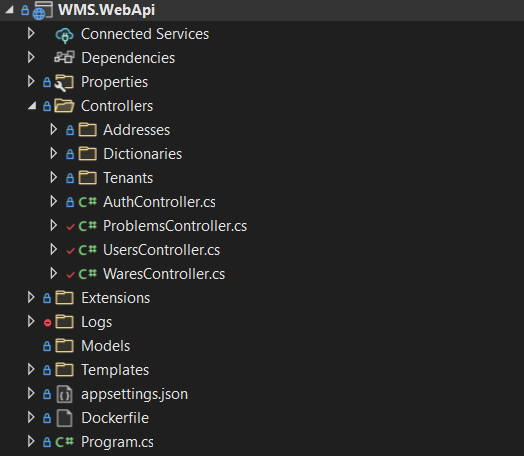 WMS.WebApi
Connected Services
Dependencies
Properties
Controllers
Addresses
Dictionaries
Tenants
C# AuthController.cs
C# ProblemsController.cs
C# UsersController.cs
C# WaresController.cs
Extensions
Logs
Models
Templates
appsettings.json
Dockerfile
C# Program.cs